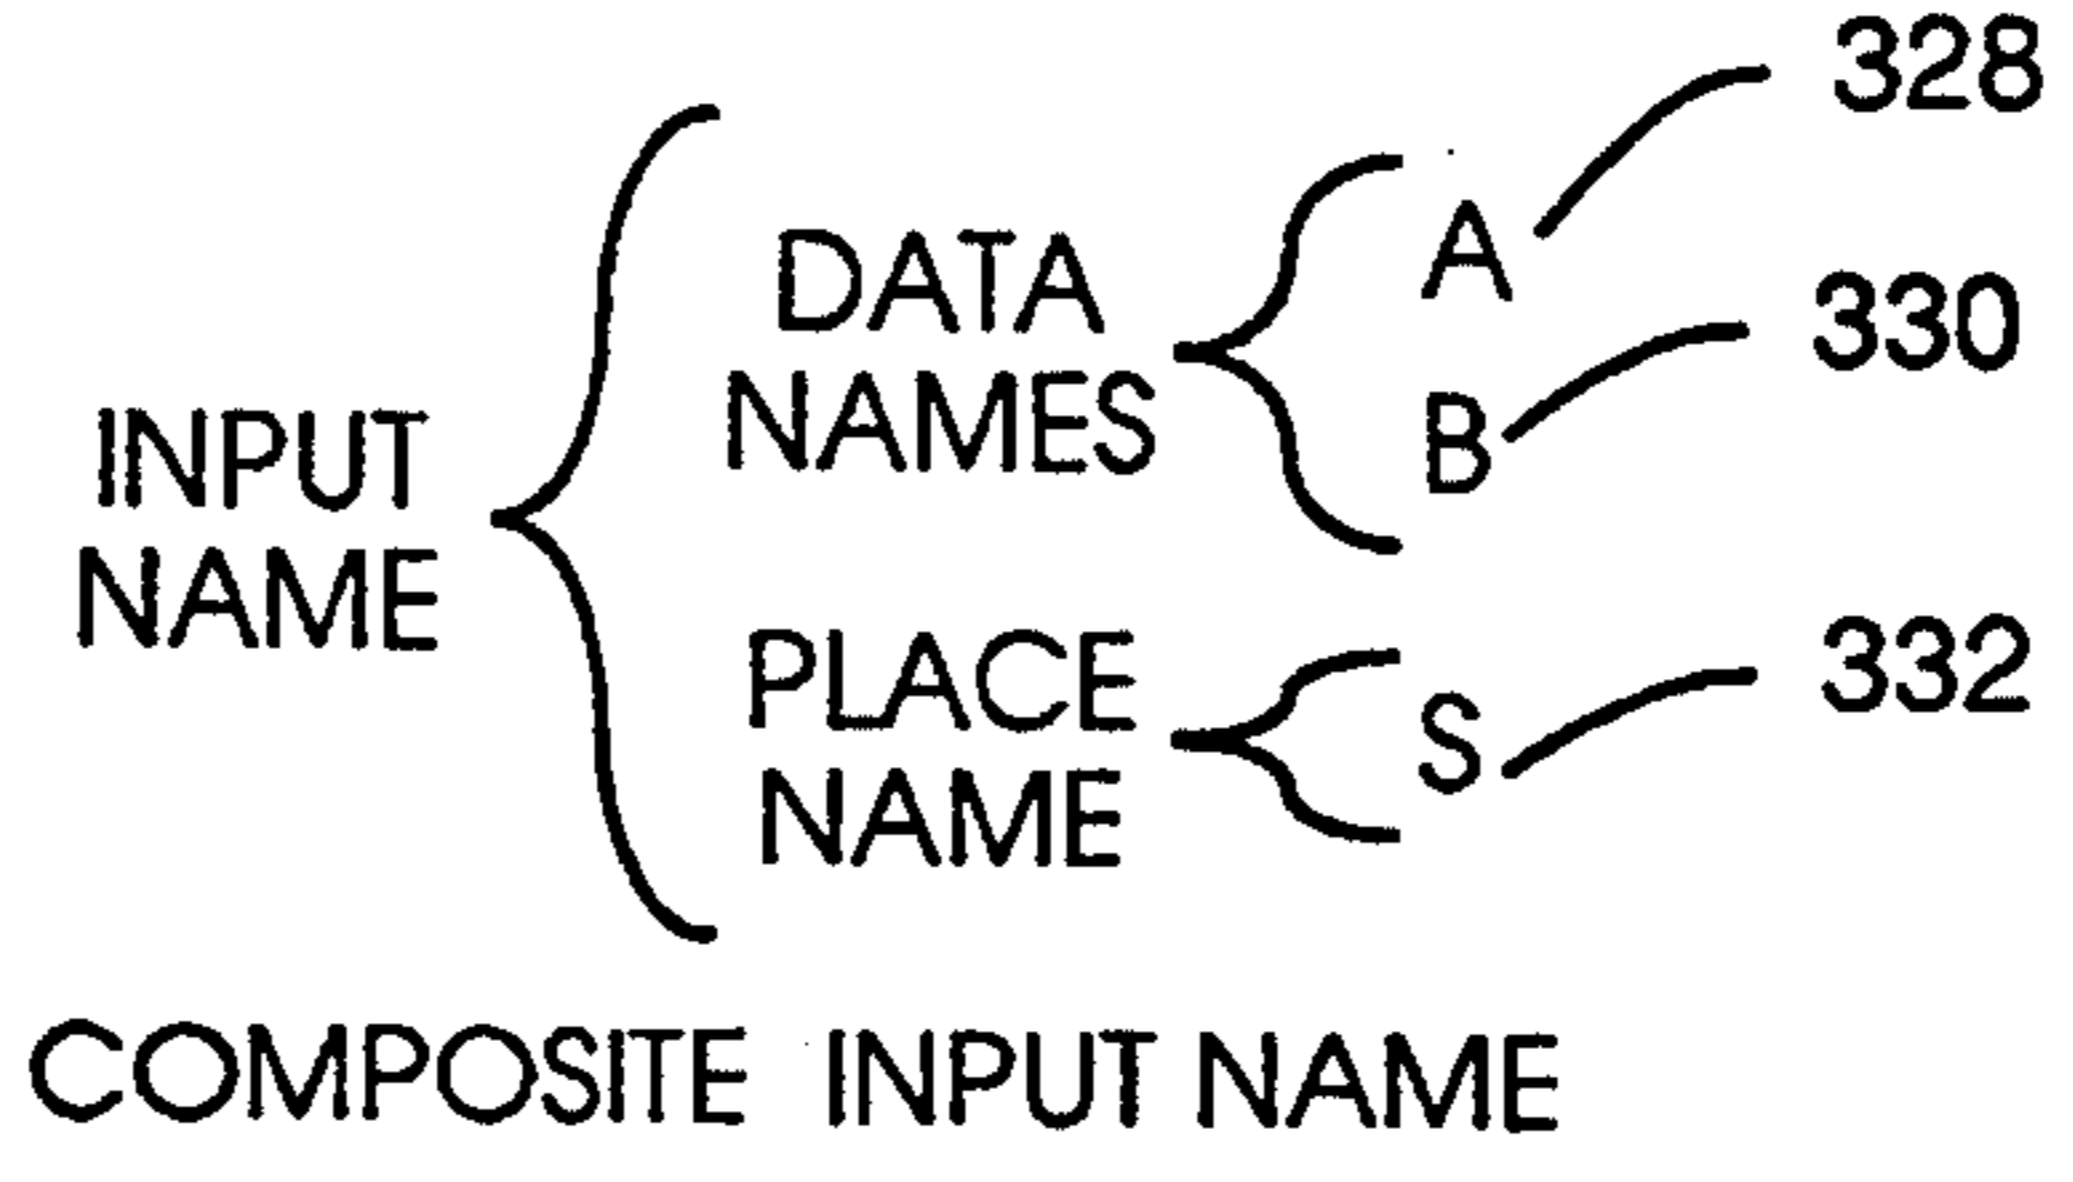 328
A
DATA
330
NAMES
B
INPUT
NAME
PLACE
332
S
NAME
COMPOSITE INPUT NAME